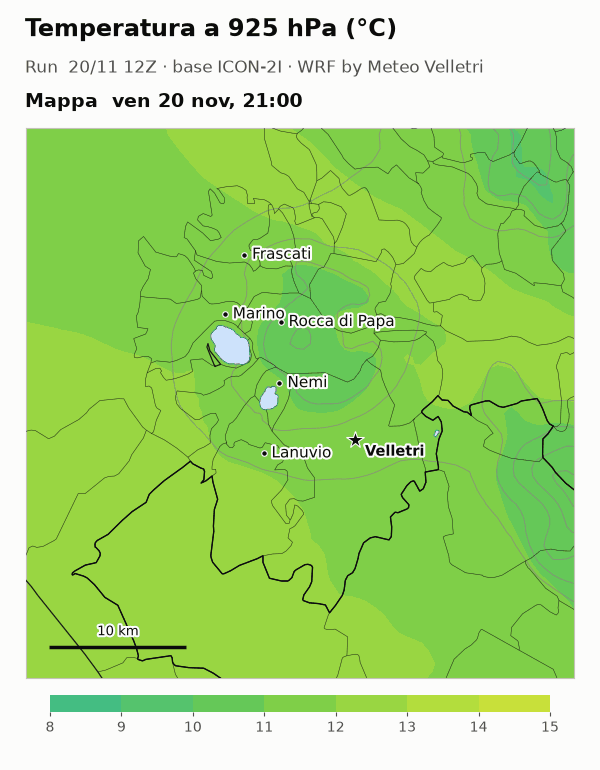 Temperatura a 925 hPa (°C)
Run  20/11 12Z · base ICON-2I · WRF by Meteo Velletri
Mappa  ven 20 nov, 21:00
Frascati
Marino
Rocca di Papa
Nemi
Velletri
Lanuvio
10 km
8 9 10 11 12 13 14 15